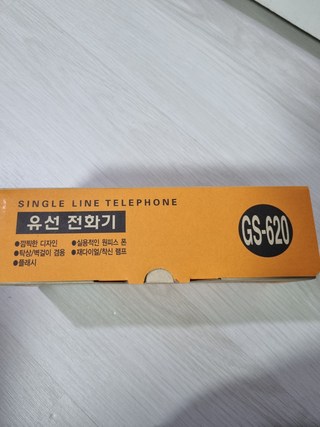 SINGLE LINE TELEPHONE
유선 전화기
GS-620
●깜찍한 디자인 ●실용적인 원피스 폰
●탁상/벽걸이 겸용 ●재다이얼/착신 램프
●플래시